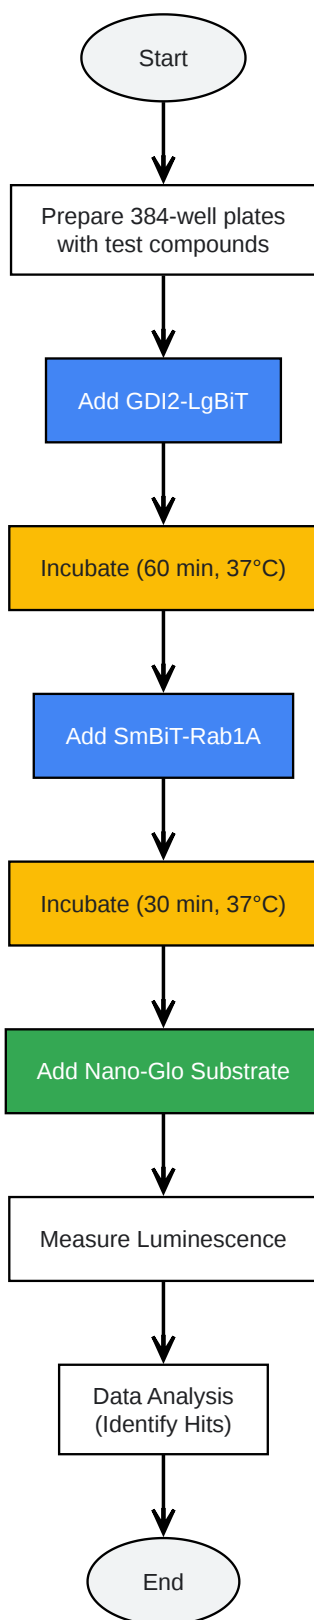 Start
Prepare 384-well plates
with test compounds
Add GDI2-LgBiT
Incubate (60 min, 37°C)
Add SmBiT-Rab1A
Incubate (30 min, 37°C)
Add Nano-Glo Substrate
Measure Luminescence
Data Analysis
(Identify Hits)
End